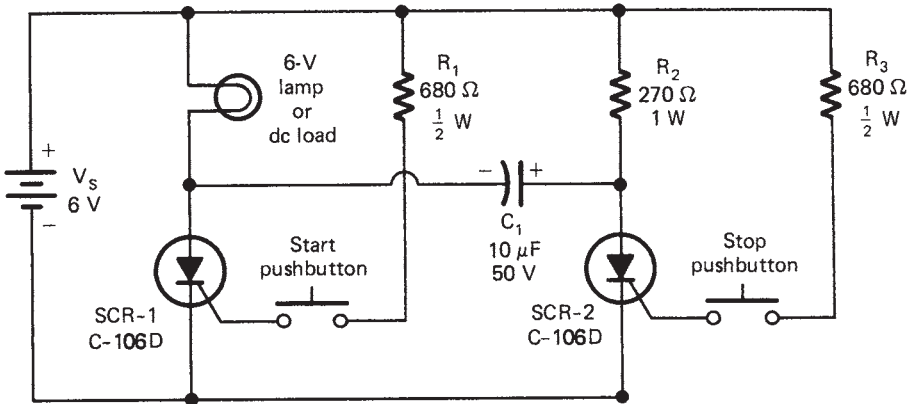 6-V
lamp
or
dc load
R₁
680 Ω
½ W
R₂
270 Ω
1 W
R₃
680 Ω
½ W
+
V_S
6 V
−
− +
C₁
10 μF
50 V
Start
pushbutton
SCR-1
C-106D
Stop
pushbutton
SCR-2
C-106D